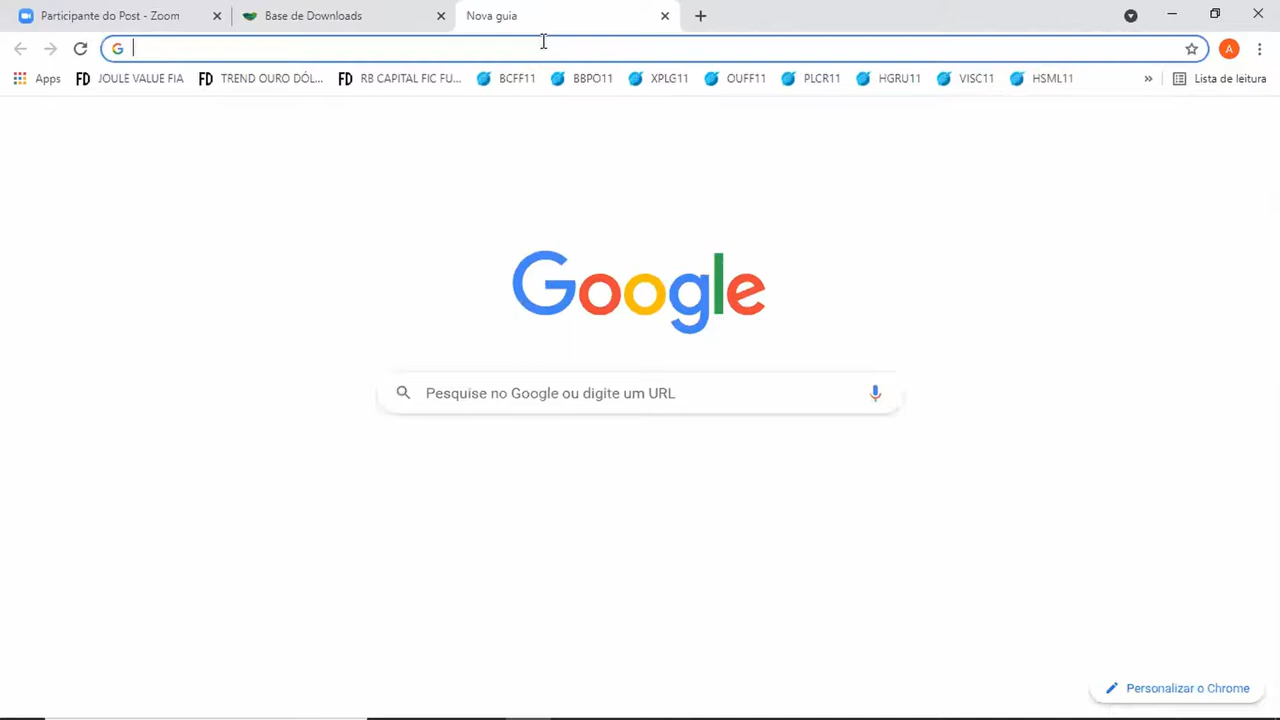 Participante do Post - Zoom
Base de Downloads
Nova guia
Apps
FD JOULE VALUE FIA
FD TREND OURO DÓL...
FD RB CAPITAL FIC FU...
BCFF11
BBPO11
XPLG11
OUFF11
PLCR11
HGRU11
VISC11
HSML11
»
Lista de leitura
A
Google
Pesquise no Google ou digite um URL
Personalizar o Chrome